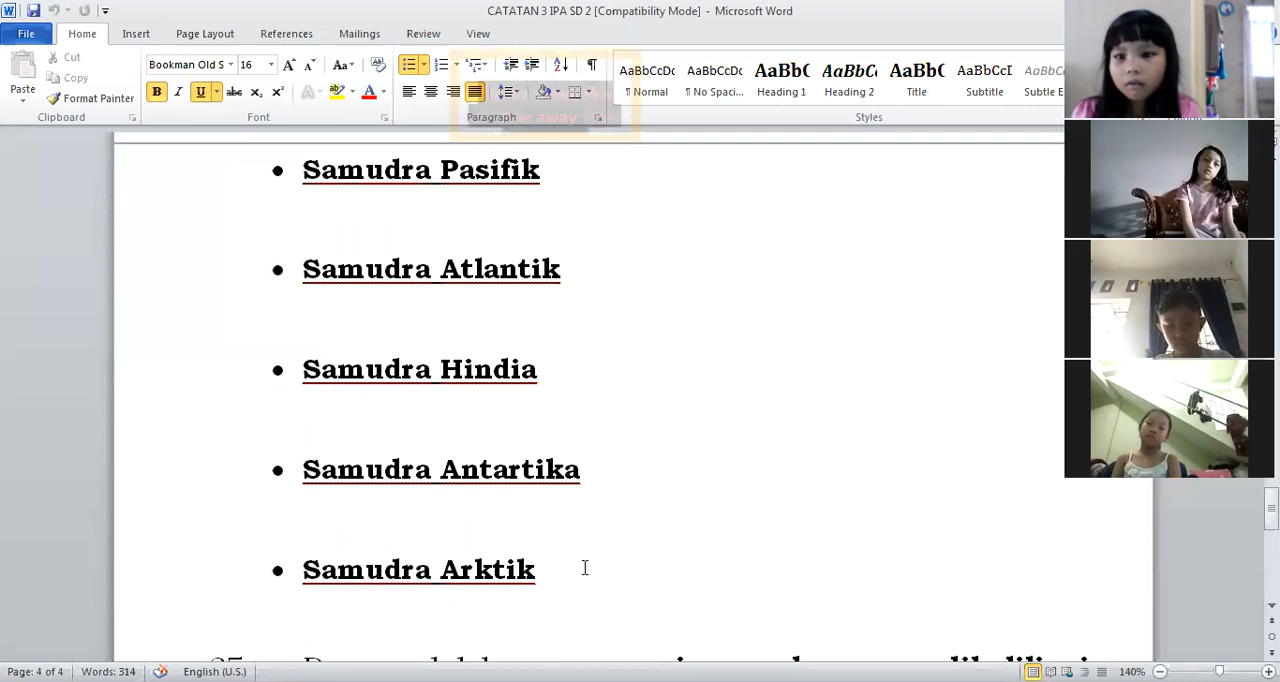 CATATAN 3 IPA SD 2 [Compatibility Mode] - Microsoft Word
File Home Insert Page Layout References Mailings Review View
Cut
Copy
Format Painter
Paste
Clipboard
Bookman Old S 16
Font
Paragraph
AaBbCcDc AaBbCcDc AaBbC AaBbC AaBbC AaBbCcD AaBbCcD
¶ Normal ¶ No Spaci... Heading 1 Heading 2 Title Subtitle Subtle E
Styles
• Samudra Pasifik
• Samudra Atlantik
• Samudra Hindia
• Samudra Antartika
• Samudra Arktik
Page: 4 of 4 Words: 314 English (U.S.) 140%